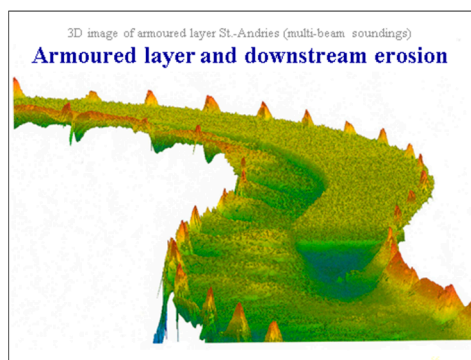 3D image of armoured layer St.-Andries (multi-beam soundings)
Armoured layer and downstream erosion